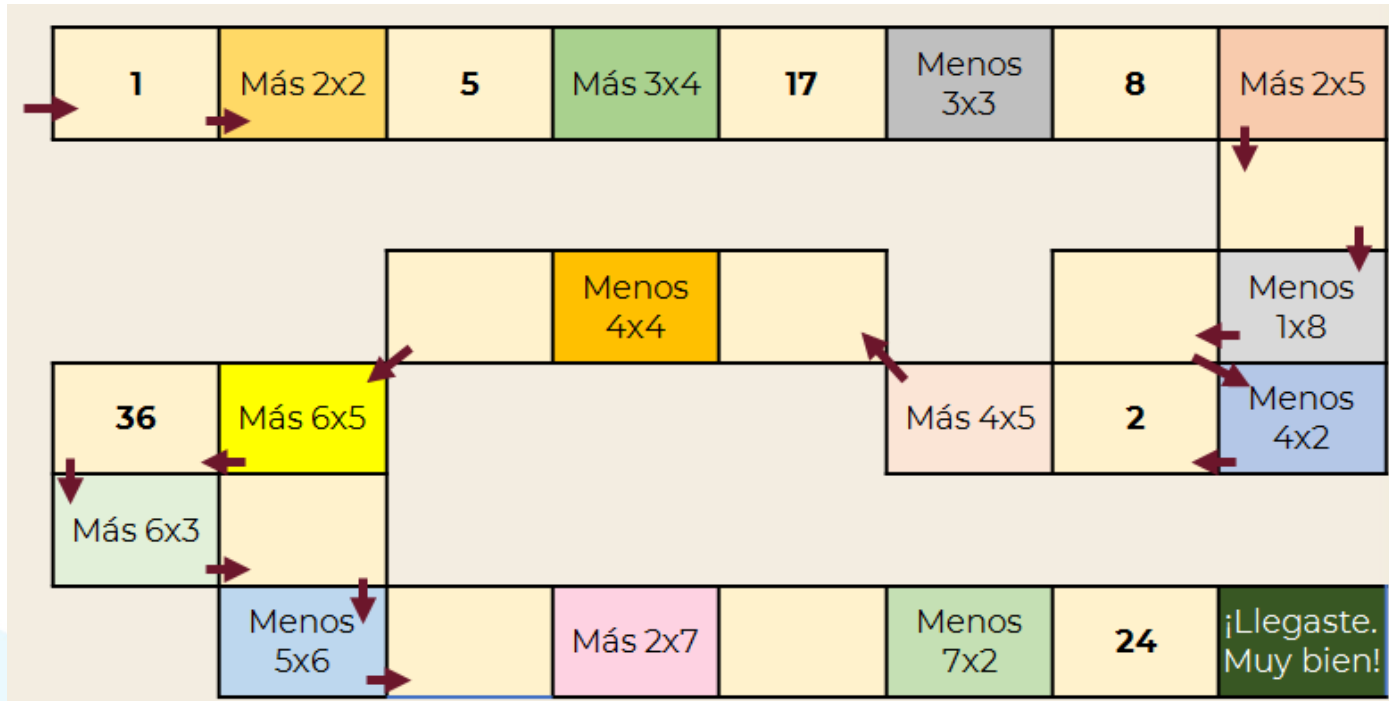 1 Más 2x2 5 Más 3x4 17 Menos 3x3 8 Más 2x5
Menos 4x4 Menos 1x8
36 Más 6x5 Más 4x5 2 Menos 4x2
Más 6x3
Menos 5x6 Más 2x7 Menos 7x2 24 ¡Llegaste. Muy bien!